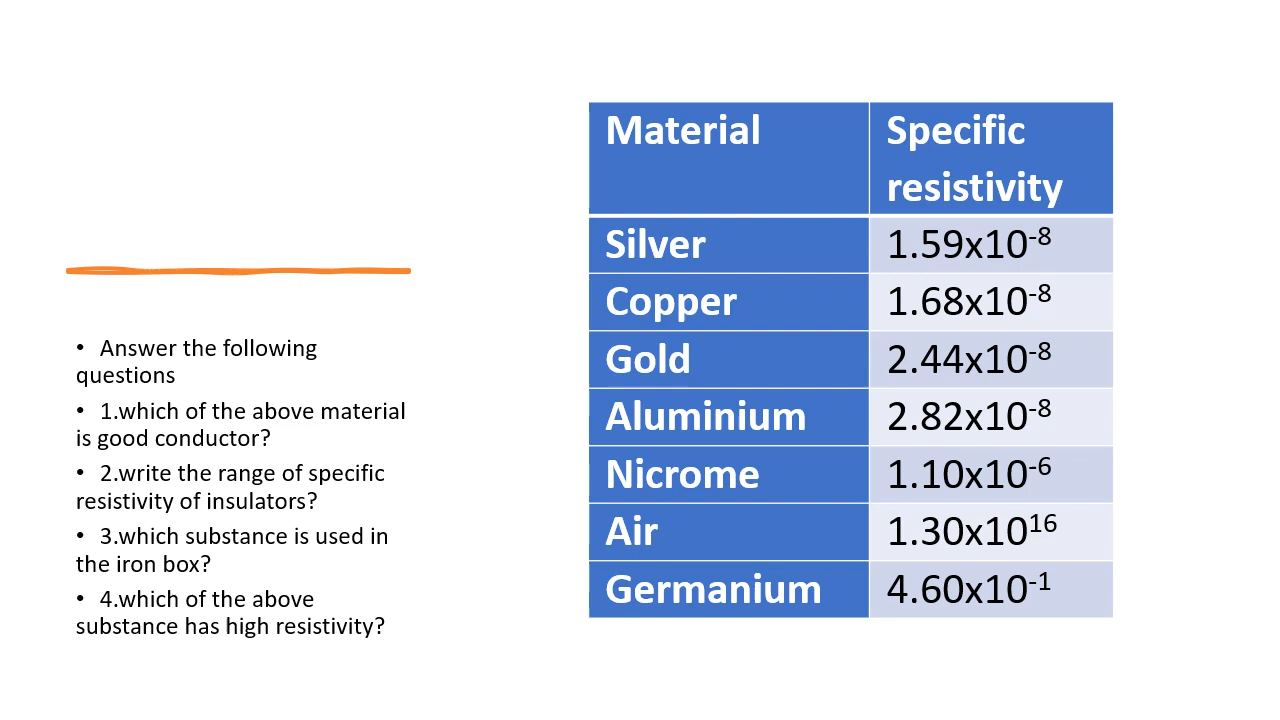 • Answer the following
questions
• 1.which of the above material
is good conductor?
• 2.write the range of specific
resistivity of insulators?
• 3.which substance is used in
the iron box?
• 4.which of the above
substance has high resistivity?
Material Specific
resistivity
Silver 1.59x10⁻⁸
Copper 1.68x10⁻⁸
Gold 2.44x10⁻⁸
Aluminium 2.82x10⁻⁸
Nicrome 1.10x10⁻⁶
Air 1.30x10¹⁶
Germanium 4.60x10⁻¹